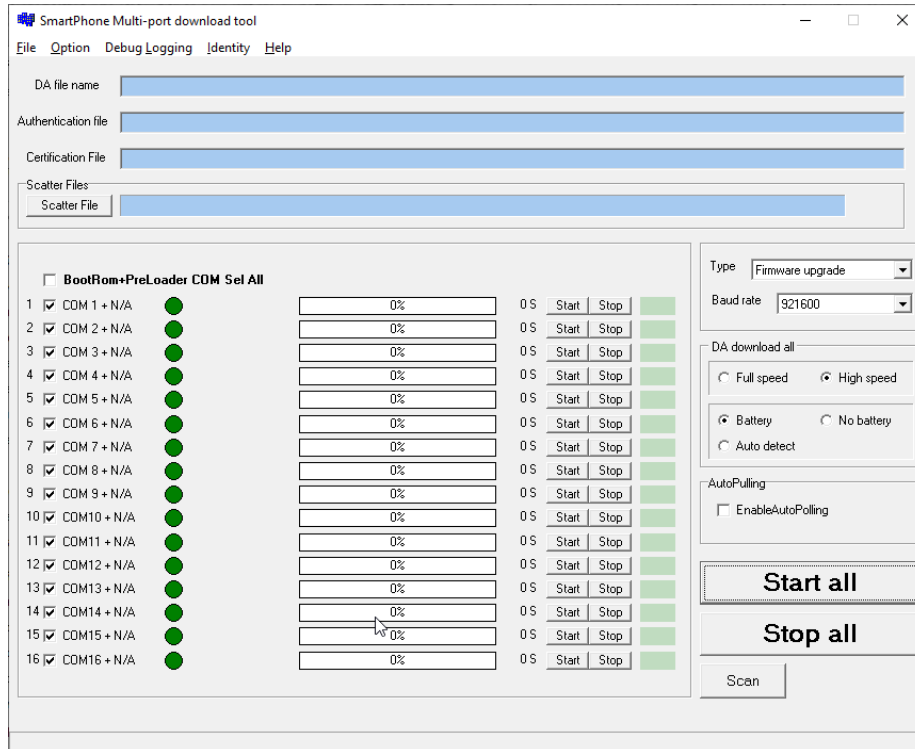 SmartPhone Multi-port download tool
File Option Debug Logging Identity Help
DA file name
Authentication file
Certification File
Scatter Files
Scatter File
BootRom+PreLoader COM Sel All
1 COM 1 + N/A 0% 0 S Start Stop
2 COM 2 + N/A 0% 0 S Start Stop
3 COM 3 + N/A 0% 0 S Start Stop
4 COM 4 + N/A 0% 0 S Start Stop
5 COM 5 + N/A 0% 0 S Start Stop
6 COM 6 + N/A 0% 0 S Start Stop
7 COM 7 + N/A 0% 0 S Start Stop
8 COM 8 + N/A 0% 0 S Start Stop
9 COM 9 + N/A 0% 0 S Start Stop
10 COM10 + N/A 0% 0 S Start Stop
11 COM11 + N/A 0% 0 S Start Stop
12 COM12 + N/A 0% 0 S Start Stop
13 COM13 + N/A 0% 0 S Start Stop
14 COM14 + N/A 0% 0 S Start Stop
15 COM15 + N/A 0% 0 S Start Stop
16 COM16 + N/A 0% 0 S Start Stop
Type Firmware upgrade
Baud rate 921600
DA download all
Full speed High speed
Battery No battery
Auto detect
AutoPulling
EnableAutoPolling
Start all
Stop all
Scan